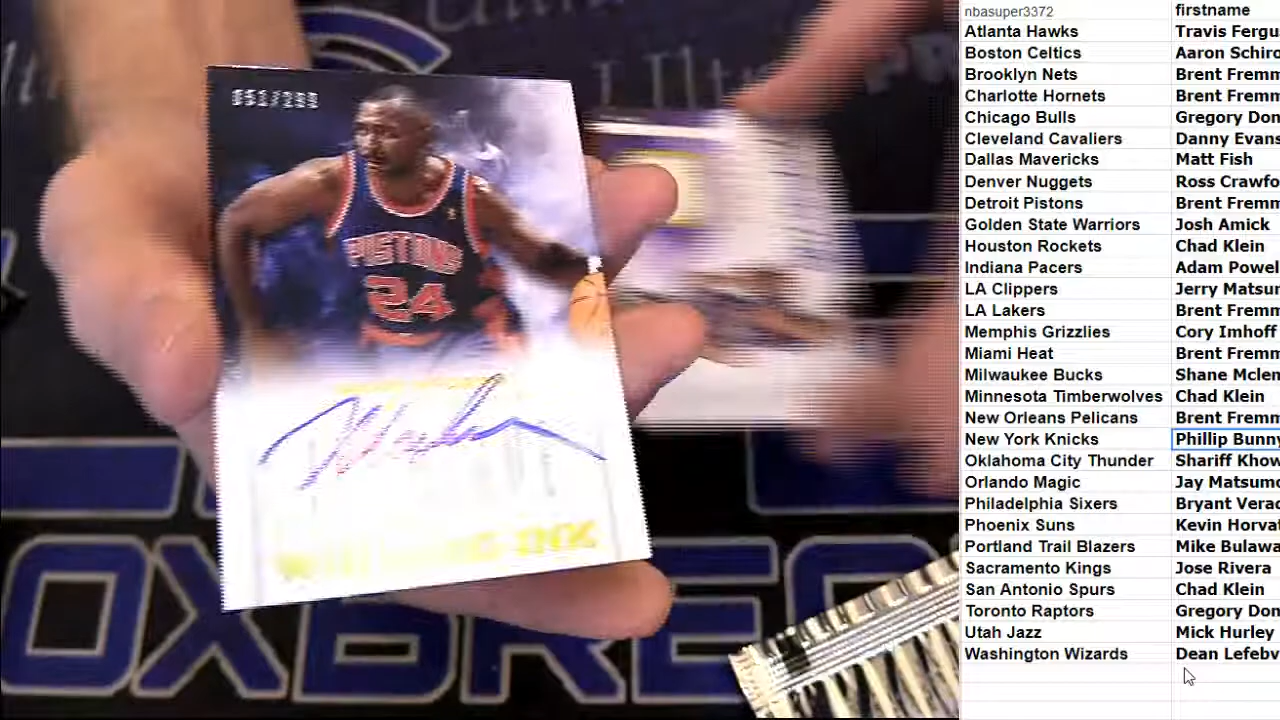 nbasuper3372 firstname
Atlanta Hawks Travis Fergu
Boston Celtics Aaron Schiro
Brooklyn Nets Brent Fremm
Charlotte Hornets Brent Fremm
Chicago Bulls Gregory Don
Cleveland Cavaliers Danny Evans
Dallas Mavericks Matt Fish
Denver Nuggets Ross Crawfo
Detroit Pistons Brent Fremm
Golden State Warriors Josh Amick
Houston Rockets Chad Klein
Indiana Pacers Adam Powel
LA Clippers Jerry Matsur
LA Lakers Brent Fremm
Memphis Grizzlies Cory Imhoff
Miami Heat Brent Fremm
Milwaukee Bucks Shane Mclem
Minnesota Timberwolves Chad Klein
New Orleans Pelicans Brent Fremm
New York Knicks Phillip Bunny
Oklahoma City Thunder Shariff Khow
Orlando Magic Jay Matsumo
Philadelphia Sixers Bryant Verac
Phoenix Suns Kevin Horvat
Portland Trail Blazers Mike Bulawa
Sacramento Kings Jose Rivera
San Antonio Spurs Chad Klein
Toronto Raptors Gregory Don
Utah Jazz Mick Hurley
Washington Wizards Dean Lefebv
PISTONS
24
INK
OXBRE